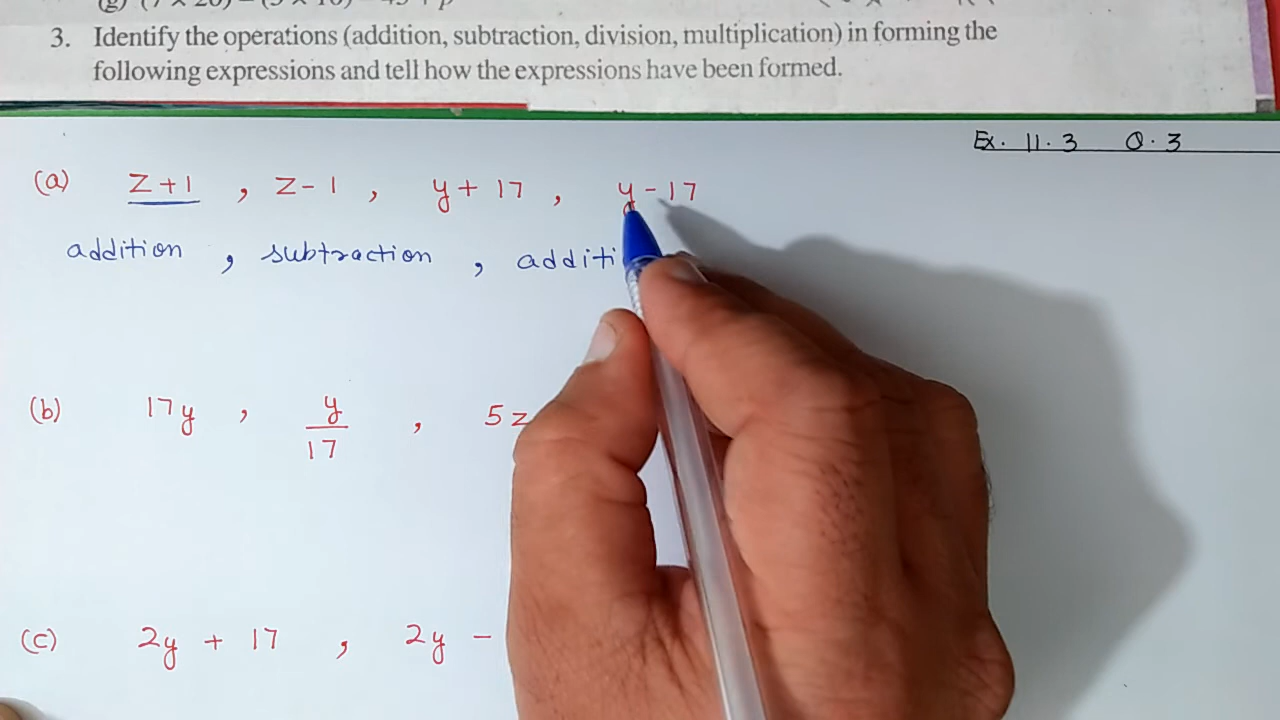 3. Identify the operations (addition, subtraction, division, multiplication) in forming the
following expressions and tell how the expressions have been formed.
Ex. 11.3 Q.3
(a) z+1 , z-1 , y+17 , y-17
addition , subtraction , additi
(b) 17y , y/17 , 5z
(c) 2y + 17 , 2y -